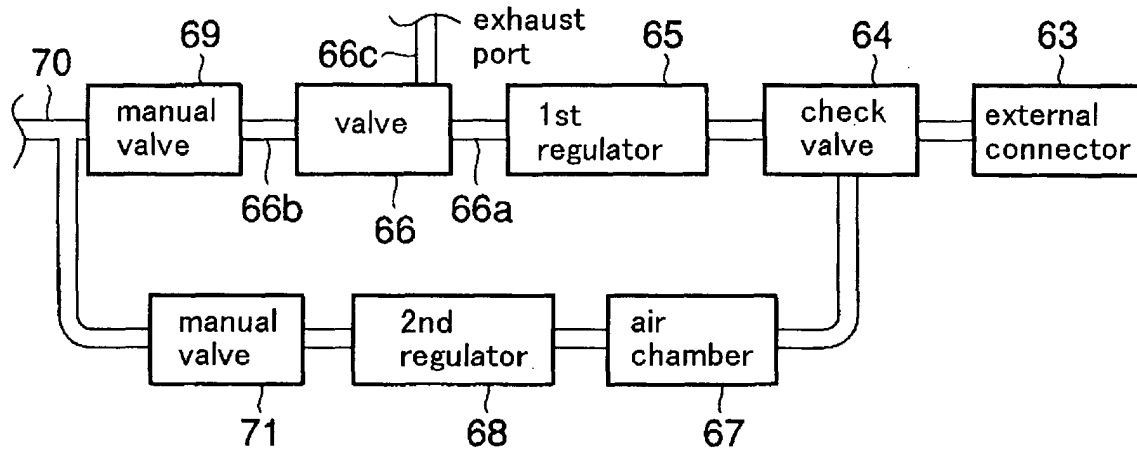 exhaust
port
66c
70
69
65
64
63
manual
valve
valve
1st
regulator
check
valve
external
connector
66b
66
66a
manual
valve
2nd
regulator
air
chamber
71
68
67